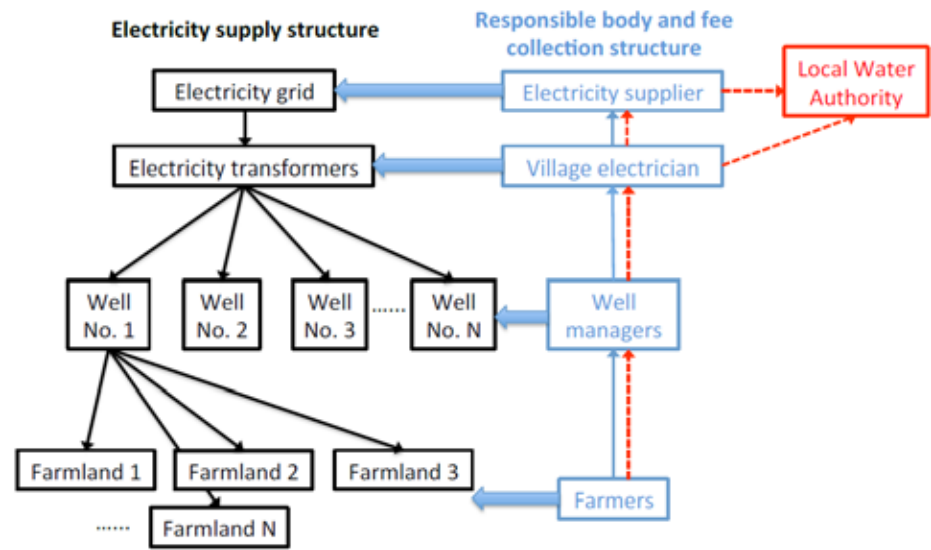 Electricity supply structure
Responsible body and fee
collection structure
Electricity grid
Electricity supplier
Local Water
Authority
Electricity transformers
Village electrician
Well
No. 1
Well
No. 2
Well
No. 3
......
Well
No. N
Well
managers
Farmland 1
Farmland 2
Farmland 3
Farmers
......
Farmland N